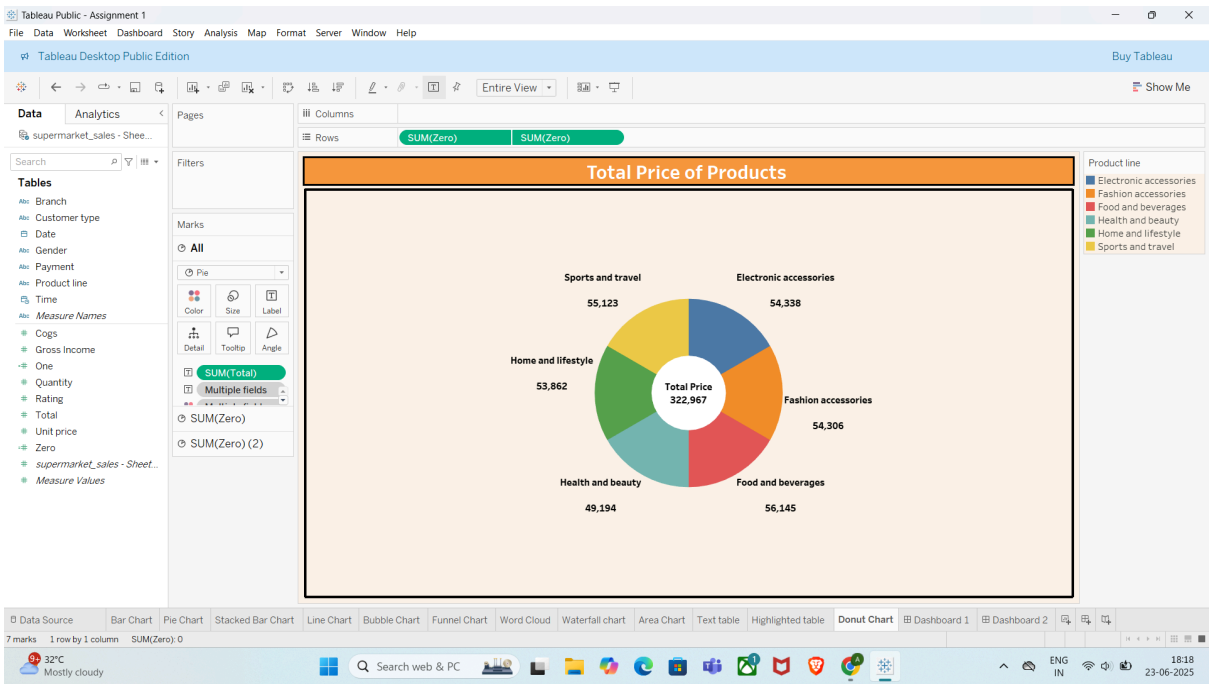 Tableau Public - Assignment 1
File Data Worksheet Dashboard Story Analysis Map Format Server Window Help
Tableau Desktop Public Edition
Buy Tableau
Entire View
Show Me
Data Analytics
supermarket_sales - Shee...
Search
Tables
Abc Branch
Abc Customer type
Date
Abc Gender
Abc Payment
Abc Product line
Time
Abc Measure Names
# Cogs
# Gross Income
=# One
# Quantity
# Rating
# Total
# Unit price
=# Zero
# supermarket_sales - Sheet...
# Measure Values
Pages
Filters
Marks
All
Pie
Color Size Label
Detail Tooltip Angle
SUM(Total)
Multiple fields
SUM(Zero)
SUM(Zero) (2)
Columns
Rows SUM(Zero) SUM(Zero)
Total Price of Products
Sports and travel
55,123
Electronic accessories
54,338
Home and lifestyle
53,862
Total Price
322,967
Fashion accessories
54,306
Health and beauty
49,194
Food and beverages
56,145
Product line
Electronic accessories
Fashion accessories
Food and beverages
Health and beauty
Home and lifestyle
Sports and travel
Data Source Bar Chart Pie Chart Stacked Bar Chart Line Chart Bubble Chart Funnel Chart Word Cloud Waterfall chart Area Chart Text table Highlighted table Donut Chart Dashboard 1 Dashboard 2
7 marks 1 row by 1 column SUM(Zero): 0
9+
32°C
Mostly cloudy
Search web & PC
ENG
IN
18:18
23-06-2025